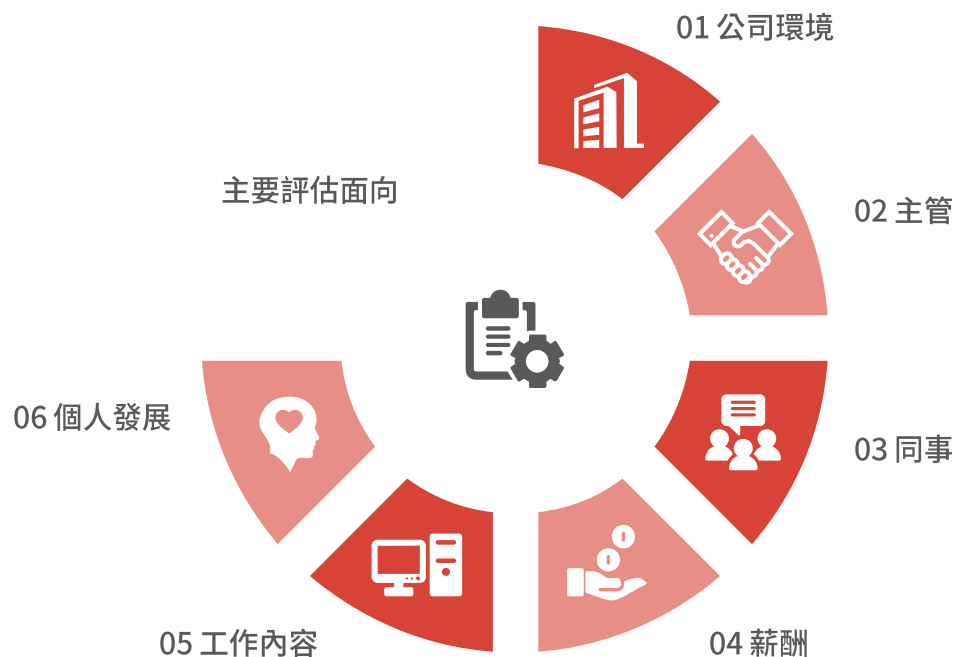 主要評估面向
01 公司環境
02 主管
03 同事
04 薪酬
05 工作內容
06 個人發展